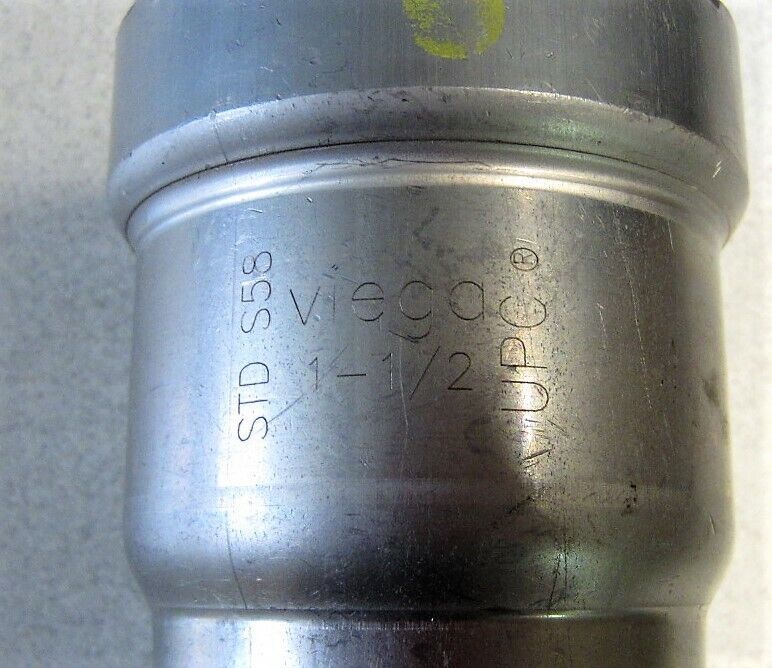 STD S58
viega
1-1/2
UPC®